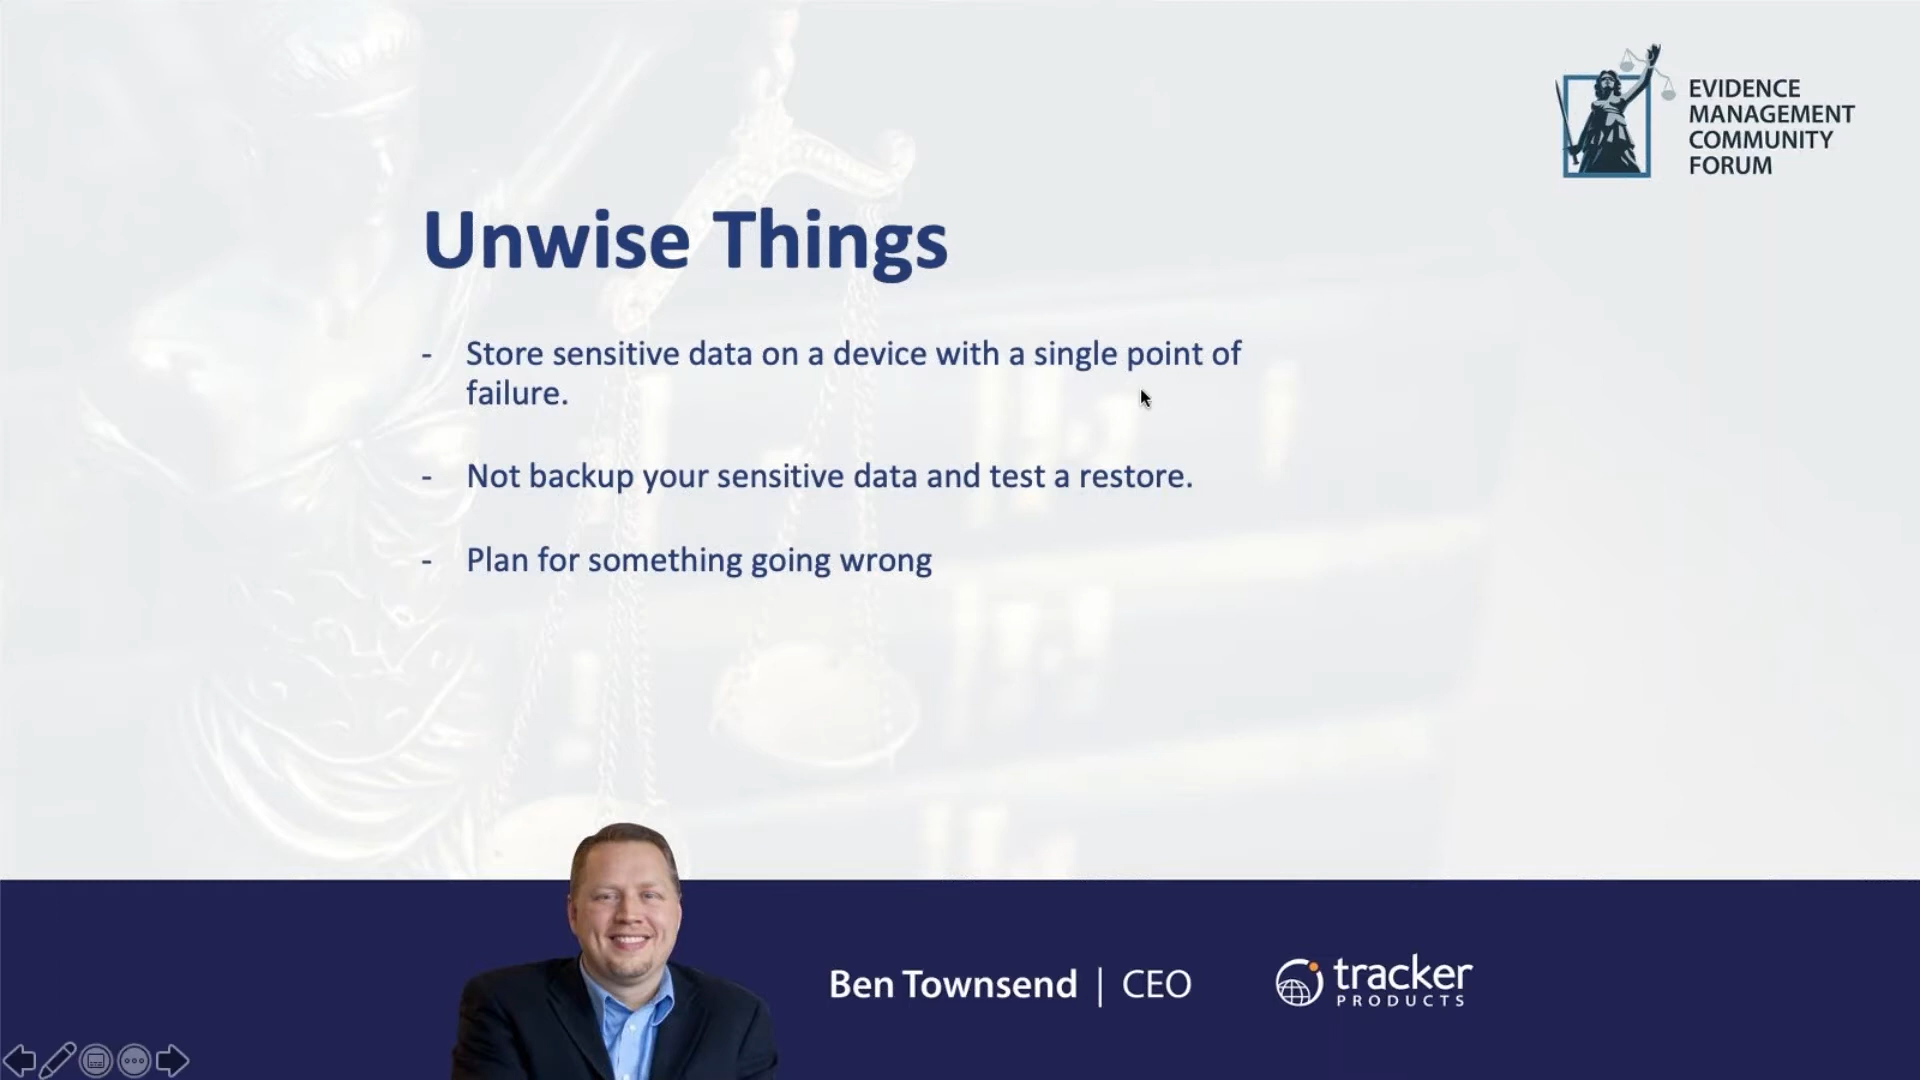 EVIDENCE
MANAGEMENT
COMMUNITY
FORUM
Unwise Things
- Store sensitive data on a device with a single point of
failure.
- Not backup your sensitive data and test a restore.
- Plan for something going wrong
Ben Townsend | CEO
tracker
PRODUCTS